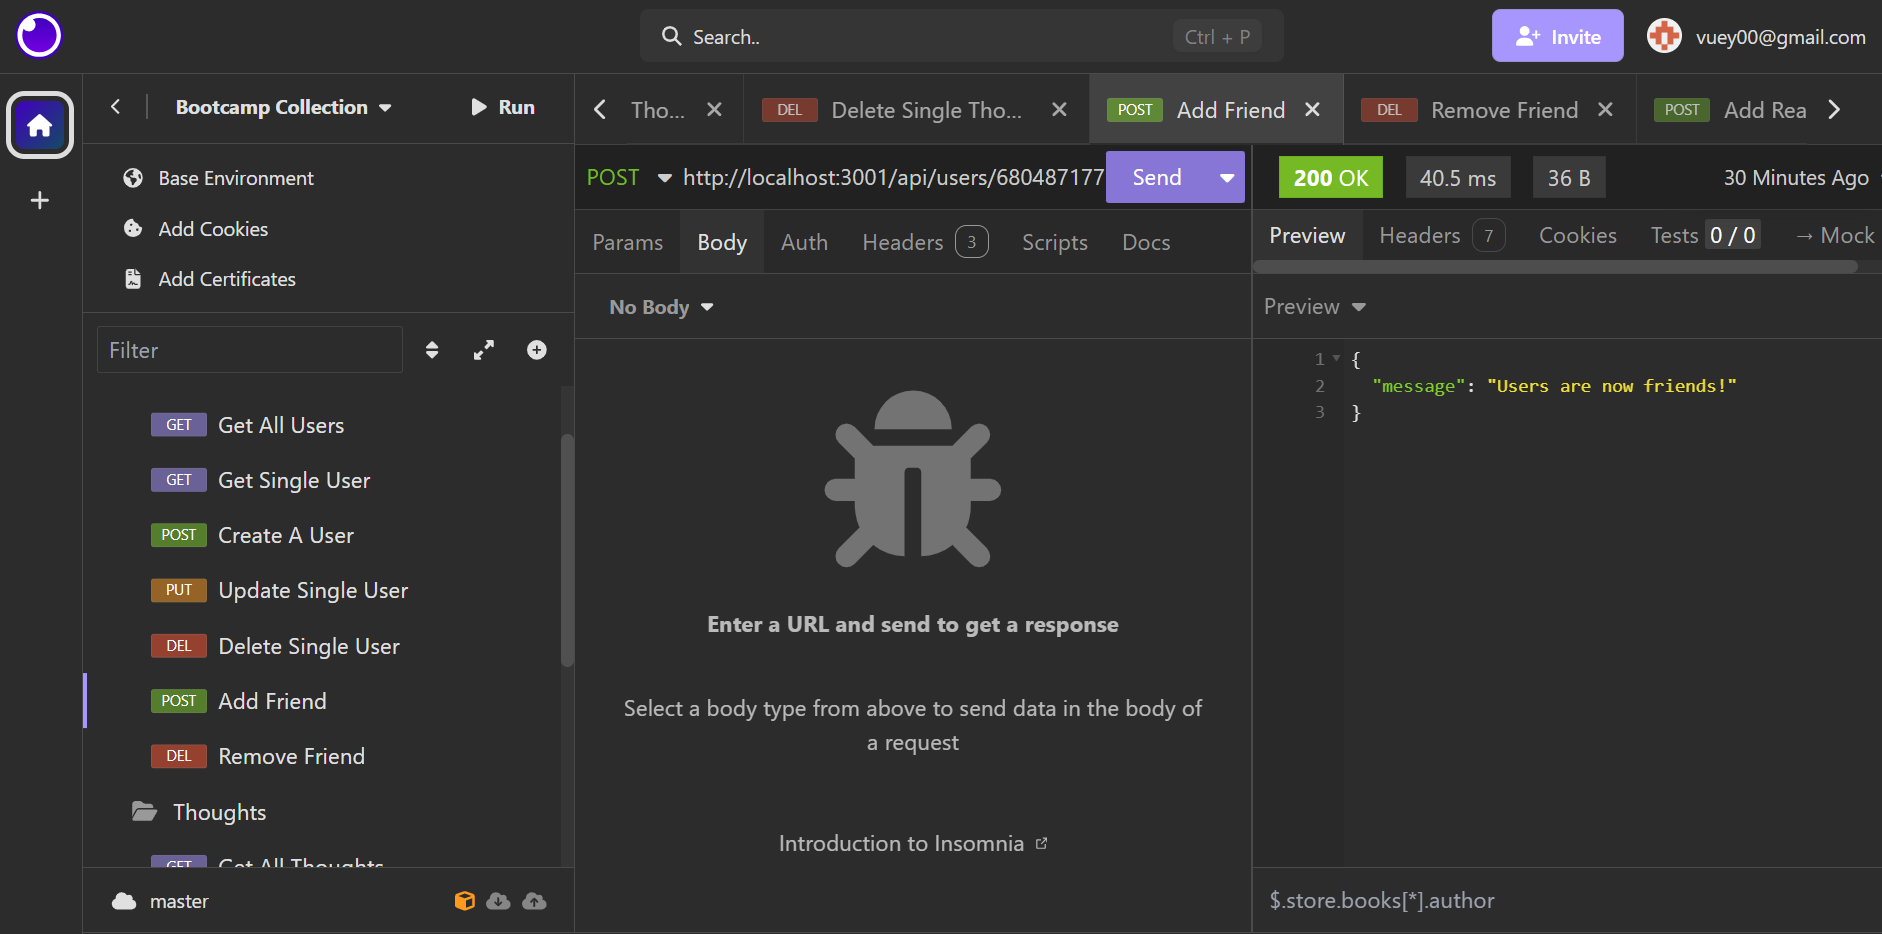 Search..
Ctrl + P
Invite
vuey00@gmail.com
Bootcamp Collection
Run
Base Environment
Add Cookies
Add Certificates
Filter
GET Get All Users
GET Get Single User
POST Create A User
PUT Update Single User
DEL Delete Single User
POST Add Friend
DEL Remove Friend
Thoughts
GET Get All Thoughts
master
Tho...
DEL Delete Single Tho...
POST Add Friend
DEL Remove Friend
POST Add Rea
POST http://localhost:3001/api/users/680487177
Send
Params Body Auth Headers 3 Scripts Docs
No Body
Enter a URL and send to get a response
Select a body type from above to send data in the body of
a request
Introduction to Insomnia
200 OK 40.5 ms 36 B 30 Minutes Ago
Preview Headers 7 Cookies Tests 0 / 0 → Mock
Preview
1 {
2 "message": "Users are now friends!"
3 }
$.store.books[*].author